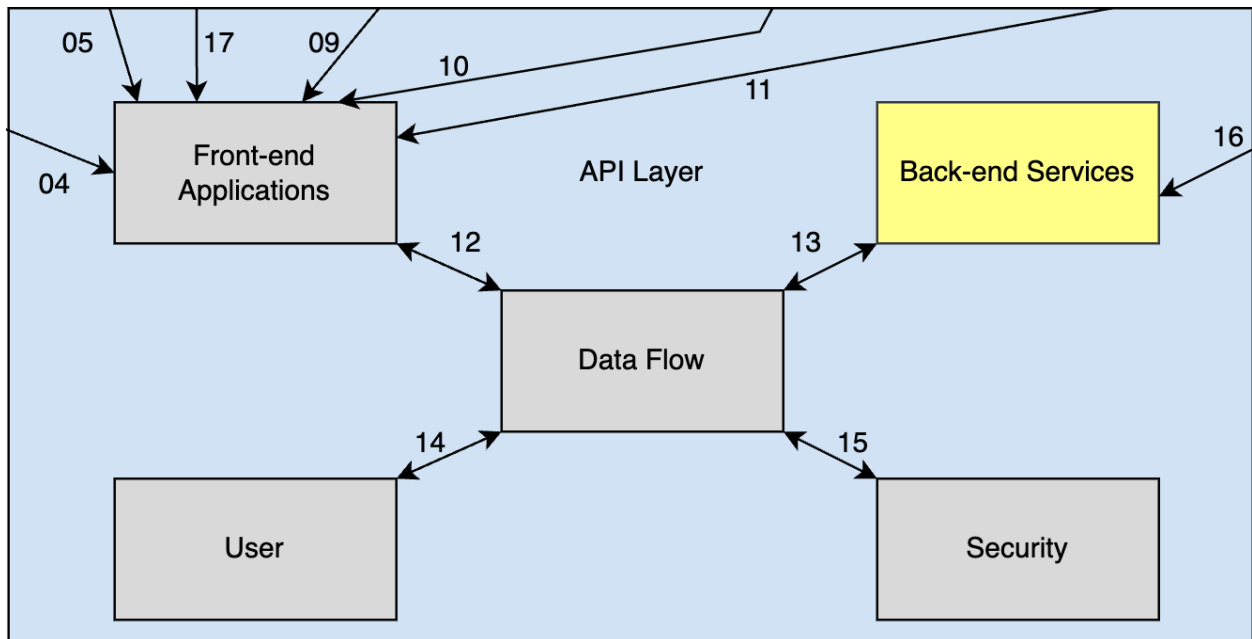 05
17
09
10
11
04
Front-end
Applications
API Layer
Back-end Services
16
12
13
Data Flow
14
15
User
Security